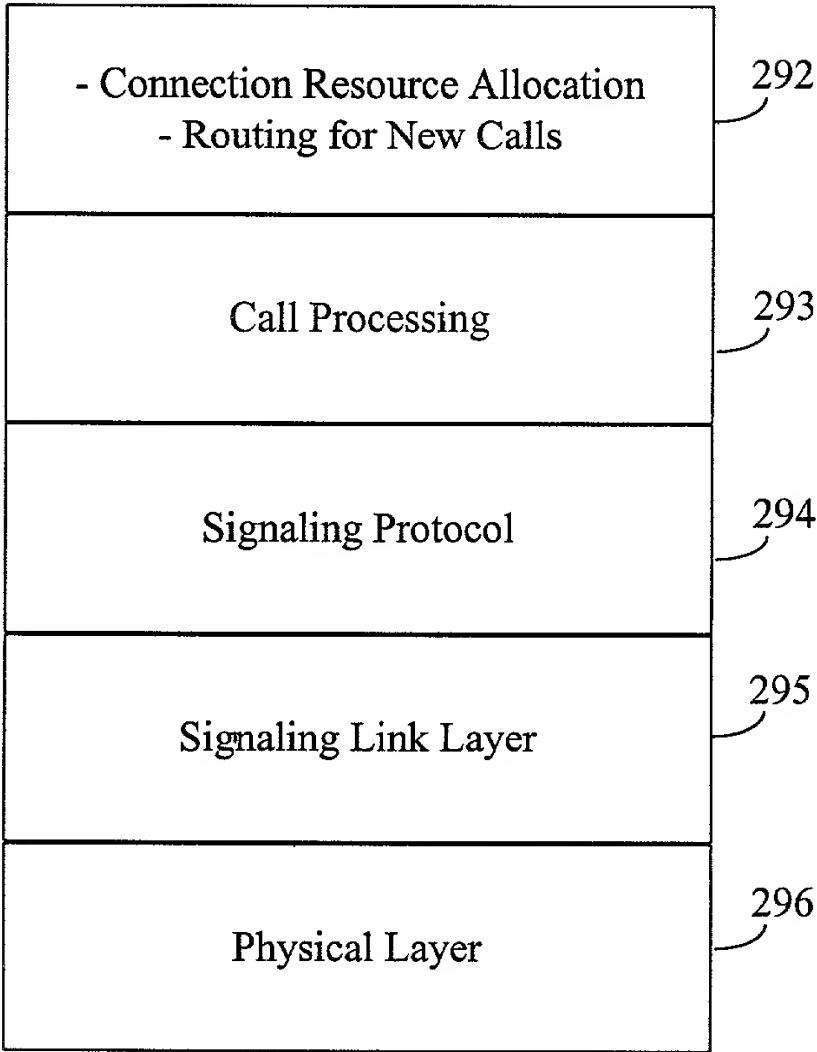 - Connection Resource Allocation
- Routing for New Calls
292
Call Processing
293
Signaling Protocol
294
Signaling Link Layer
295
Physical Layer
296